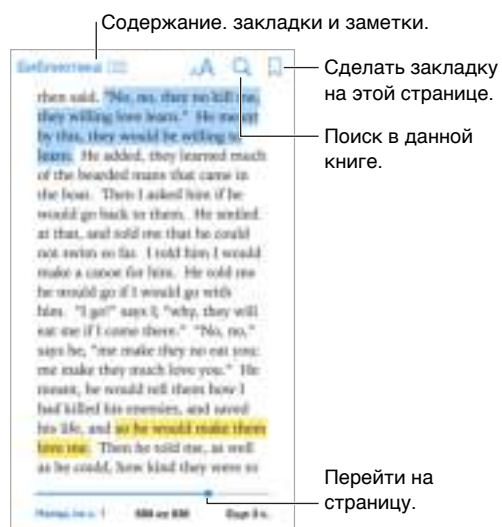 Содержание. закладки и заметки.
Библиотека
AA
Сделать закладку
на этой странице.
Поиск в данной
книге.
then said. "No, no, they no kill me,
they willing love learn." He meant
by this, they would be willing to
learn. He added, they learned much
of the bearded mans that came in
the boat. Then I asked him if he
would go back to them. He smiled
at that, and told me that he could
not swim so far. I told him I would
make a canoe for him. He told me
he would go if I would go with
him. "I go!" says I, "why, they will
eat me if I come there." "No, no,"
says he, "me make they no eat you;
me make they much love you." He
meant, he would tell them how I
had killed his enemies, and saved
his life, and so he would make them
love me. Then he told me, as well
as he could, how kind they were to
Перейти на
страницу.